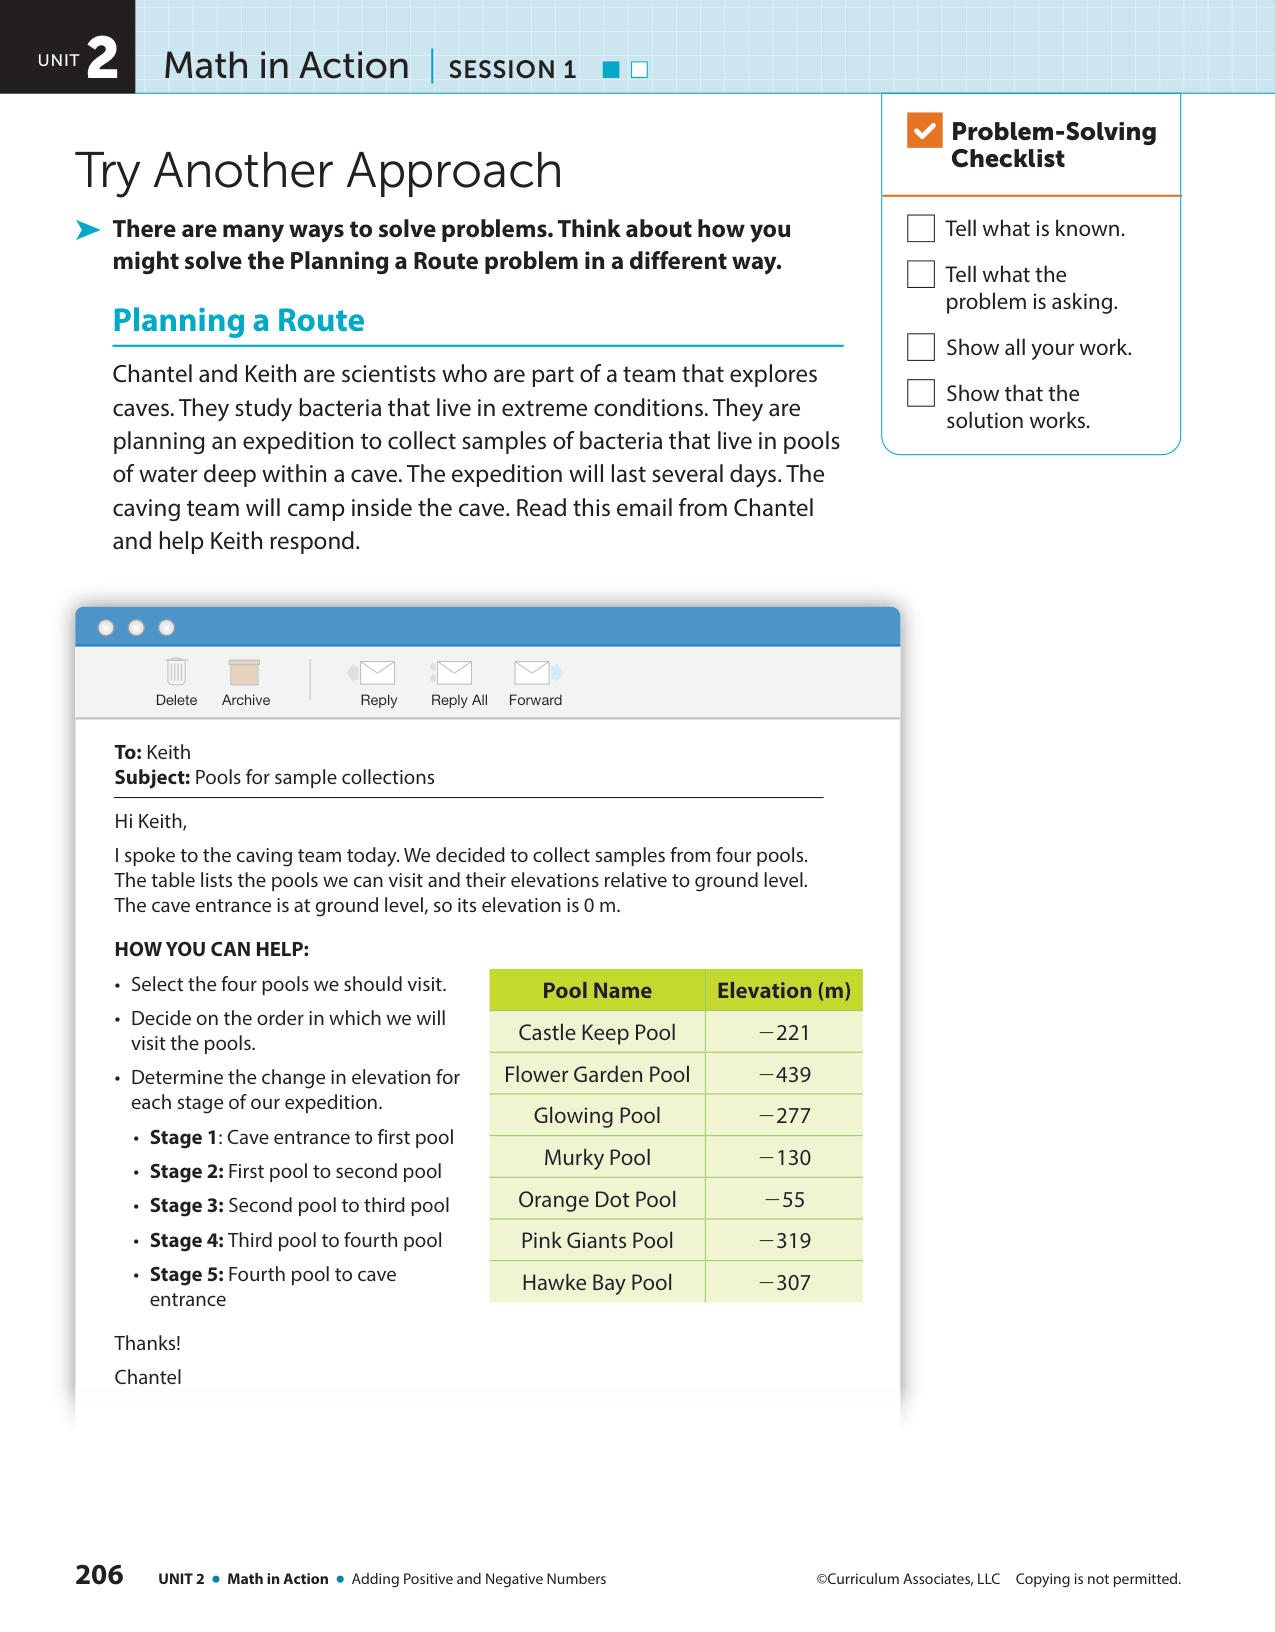 UNIT 2 Math in Action SESSION 1
Try Another Approach
There are many ways to solve problems. Think about how you
might solve the Planning a Route problem in a different way.
Planning a Route
Chantel and Keith are scientists who are part of a team that explores
caves. They study bacteria that live in extreme conditions. They are
planning an expedition to collect samples of bacteria that live in pools
of water deep within a cave. The expedition will last several days. The
caving team will camp inside the cave. Read this email from Chantel
and help Keith respond.
Problem-Solving
Checklist
Tell what is known.
Tell what the
problem is asking.
Show all your work.
Show that the
solution works.
Delete Archive Reply Reply All Forward
To: Keith
Subject: Pools for sample collections
Hi Keith,
I spoke to the caving team today. We decided to collect samples from four pools.
The table lists the pools we can visit and their elevations relative to ground level.
The cave entrance is at ground level, so its elevation is 0 m.
HOW YOU CAN HELP:
• Select the four pools we should visit.
• Decide on the order in which we will
visit the pools.
• Determine the change in elevation for
each stage of our expedition.
• Stage 1: Cave entrance to first pool
• Stage 2: First pool to second pool
• Stage 3: Second pool to third pool
• Stage 4: Third pool to fourth pool
• Stage 5: Fourth pool to cave
entrance
Pool Name Elevation (m)
Castle Keep Pool −221
Flower Garden Pool −439
Glowing Pool −277
Murky Pool −130
Orange Dot Pool −55
Pink Giants Pool −319
Hawke Bay Pool −307
Thanks!
Chantel
206 UNIT 2 • Math in Action • Adding Positive and Negative Numbers ©Curriculum Associates, LLC Copying is not permitted.